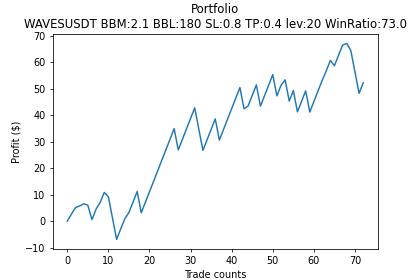 Portfolio
WAVESUSDT BBM:2.1 BBL:180 SL:0.8 TP:0.4 lev:20 WinRatio:73.0
70
60
50
40
30
20
10
0
−10
Profit ($)
0 10 20 30 40 50 60 70
Trade counts